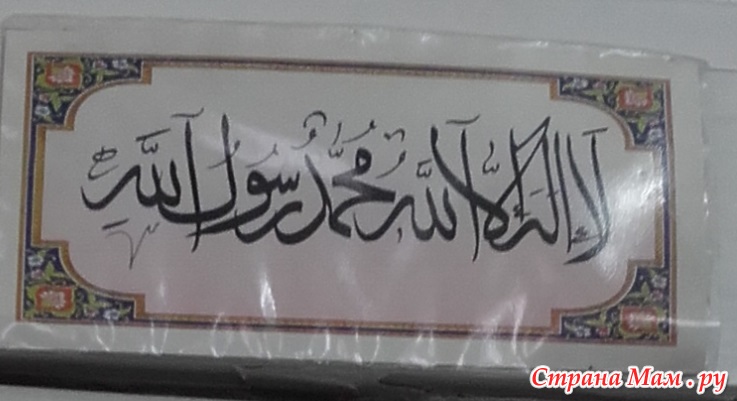 لا إله إلا الله محمد رسول الله
Страна Мам.ру